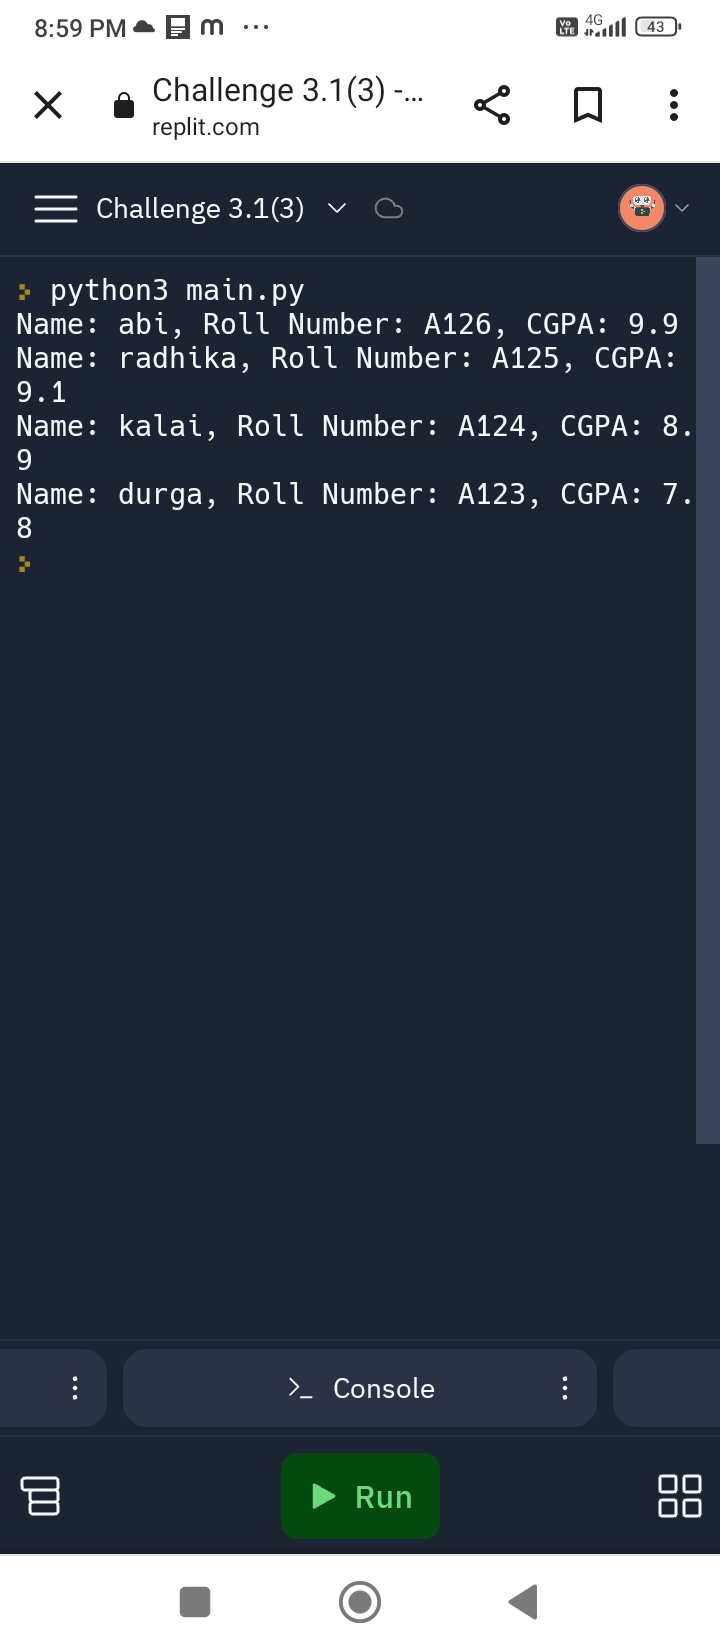 8:59 PM
VoLTE 4G 43
Challenge 3.1(3) -...
replit.com
Challenge 3.1(3)
python3 main.py
Name: abi, Roll Number: A126, CGPA: 9.9
Name: radhika, Roll Number: A125, CGPA:
9.1
Name: kalai, Roll Number: A124, CGPA: 8.
9
Name: durga, Roll Number: A123, CGPA: 7.
8
Console
Run